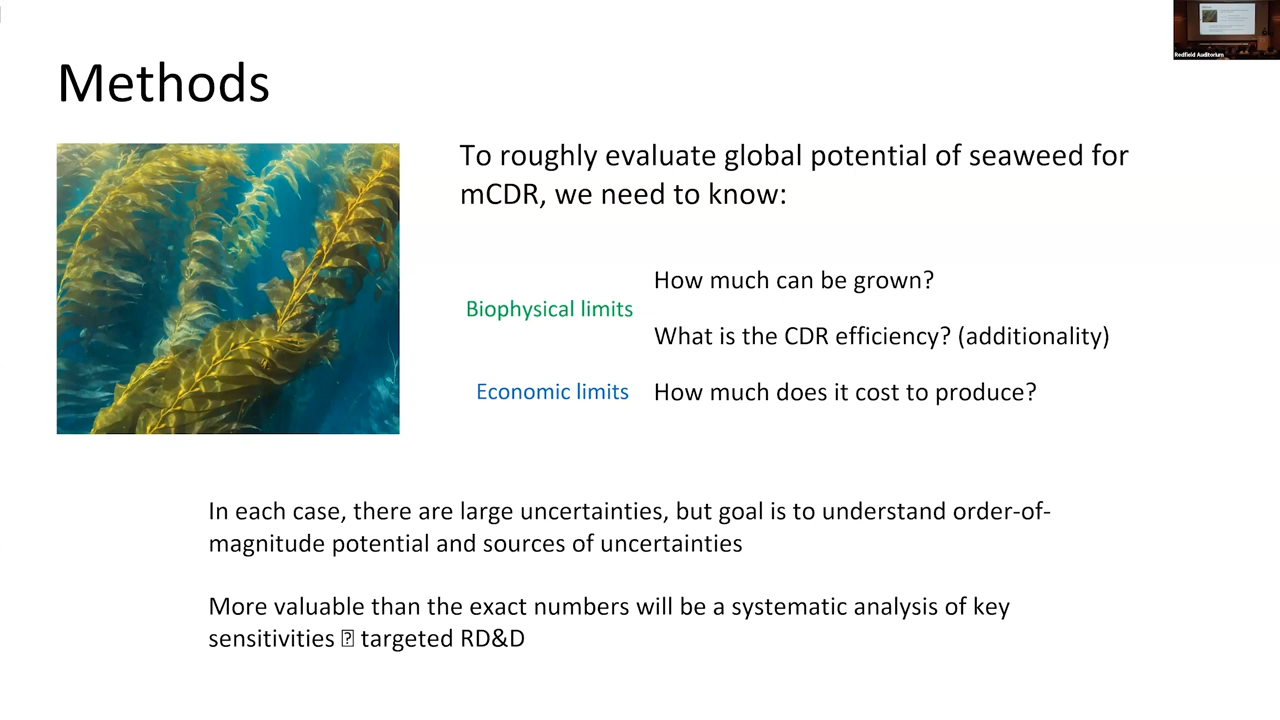 Methods
Redfield Auditorium
To roughly evaluate global potential of seaweed for
mCDR, we need to know:
How much can be grown?
Biophysical limits
What is the CDR efficiency? (additionality)
Economic limits How much does it cost to produce?
In each case, there are large uncertainties, but goal is to understand order-of-
magnitude potential and sources of uncertainties
More valuable than the exact numbers will be a systematic analysis of key
sensitivities ⍰ targeted RD&D